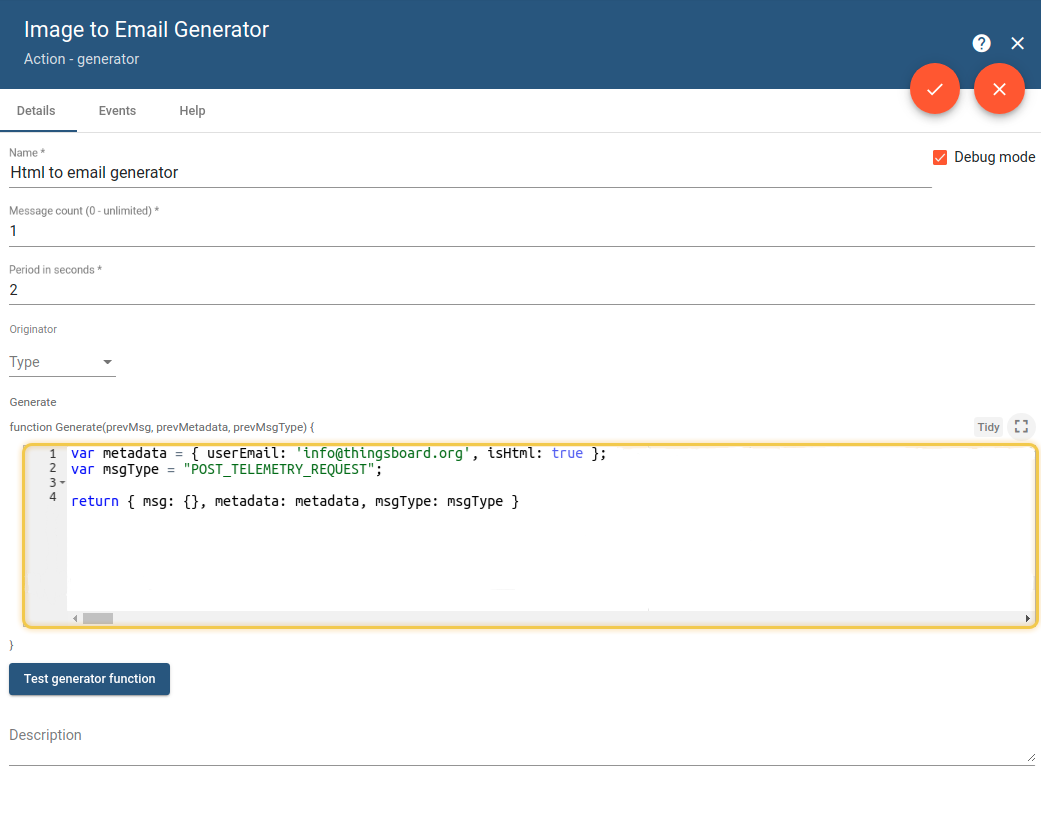 Image to Email Generator
Action - generator
Details Events Help
Name *
Html to email generator
Debug mode
Message count (0 - unlimited) *
1
Period in seconds *
2
Originator
Type
Generate
function Generate(prevMsg, prevMetadata, prevMsgType) {
Tidy
1 var metadata = { userEmail: 'info@thingsboard.org', isHtml: true };
2 var msgType = "POST_TELEMETRY_REQUEST";
3
4 return { msg: {}, metadata: metadata, msgType: msgType }
}
Test generator function
Description